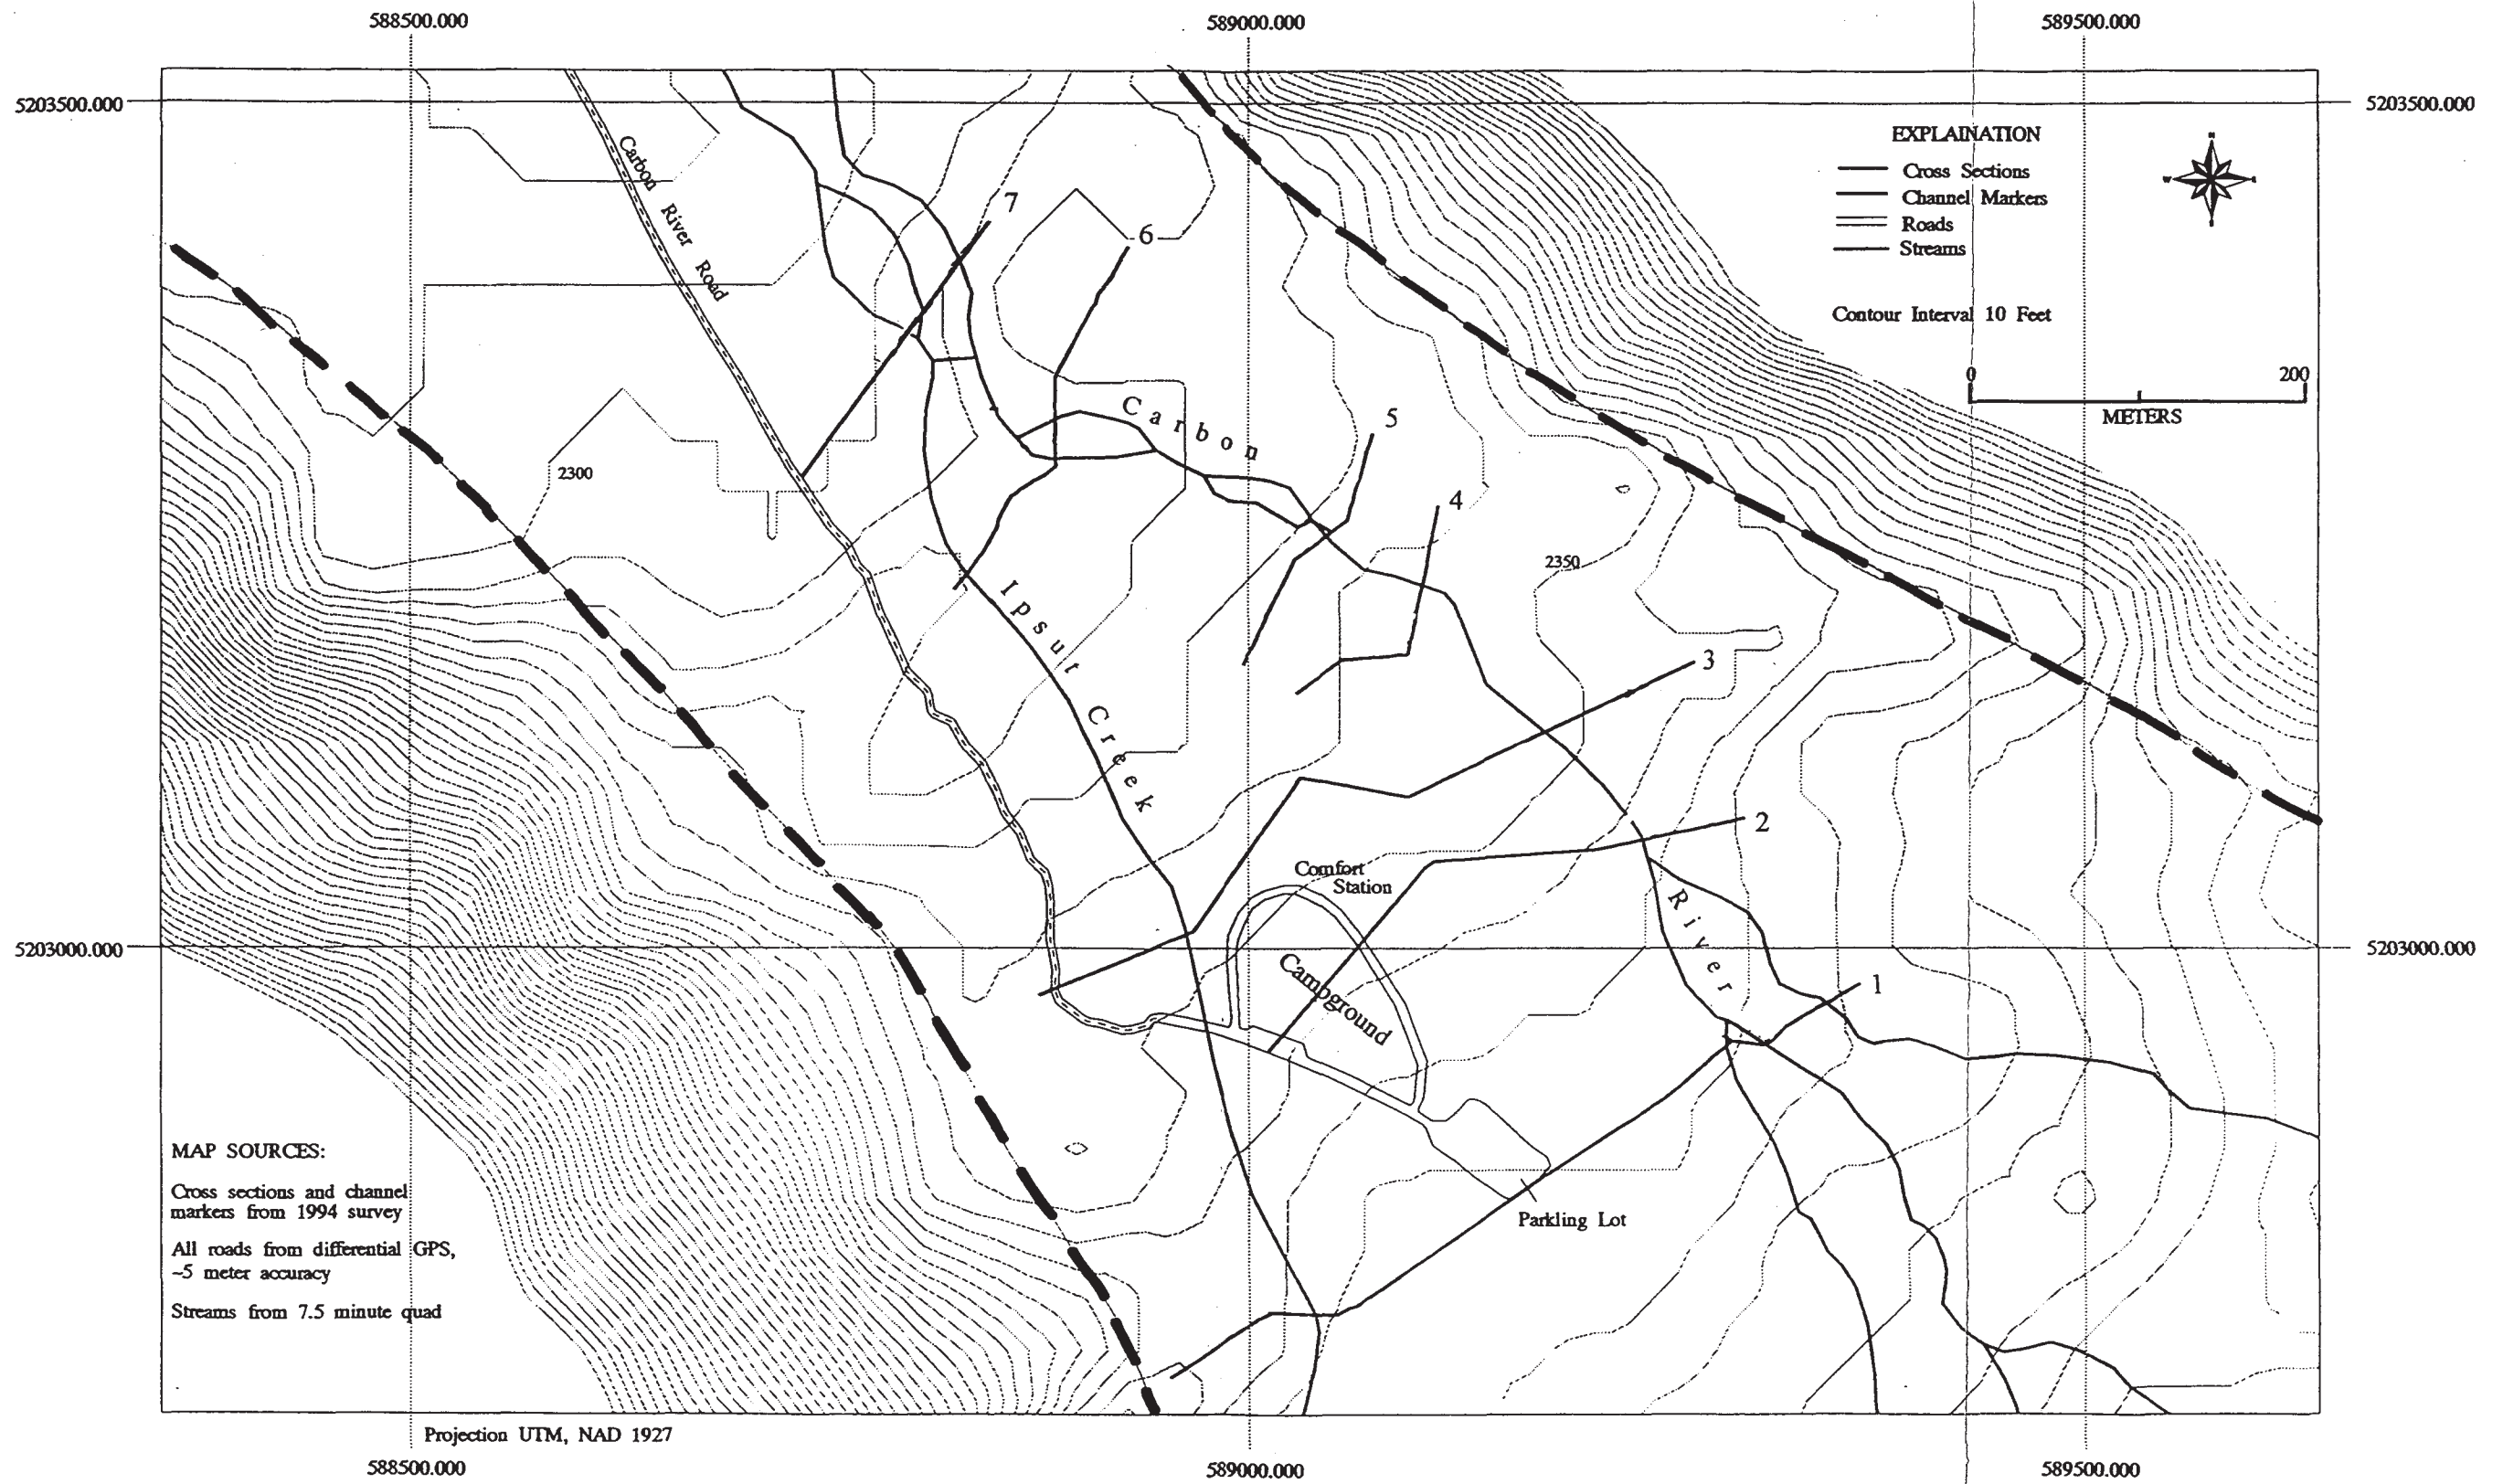 588500.000
589000.000
589500.000
5203500.000
5203500.000
EXPLAINATION
Cross Sections
Channel Markers
Roads
Streams
N
W
E
S
Contour Interval 10 Feet
0
200
METERS
Carbon River Road
7
6
5
4
3
2
1
Carbon
River
2300
2350
Ipsut Creek
Comfort
Station
Campground
Parkling Lot
5203000.000
5203000.000
MAP SOURCES:
Cross sections and channel
markers from 1994 survey
All roads from differential GPS,
~5 meter accuracy
Streams from 7.5 minute quad
Projection UTM, NAD 1927
588500.000
589000.000
589500.000